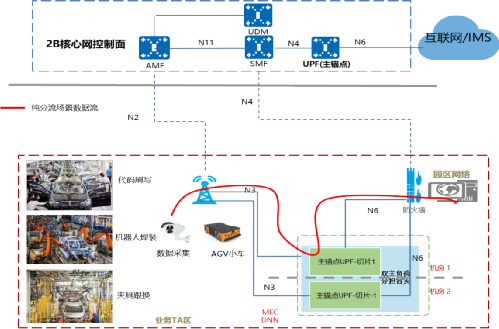 2B核心网控制面
UDM
AMF
N11
SMF
N4
UPF(主锚点)
N6
互联网/IMS
纯分流场景数据流
N2
N4
代码刷写
机器人焊装
夹具跟换
N3
数据采集
AGV小车
N6
防火墙
园区网络
主锚点UPF-切片1
主锚点UPF-切片-1
双主负荷
分担容灾
N6
机房 1
机房 2
N3
业务TA区
MEC
DNN